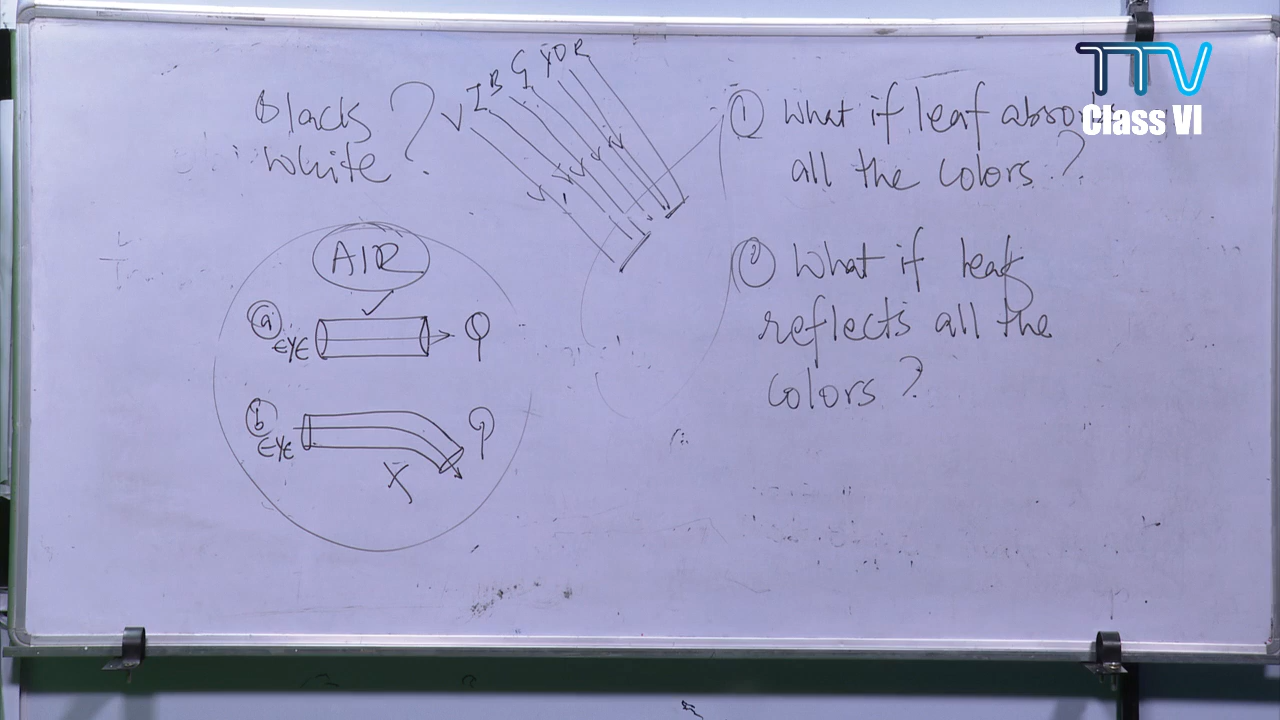 Black
white ?
V I B G Y O R
AIR
a
EYE
b
EYE
X
1 What if leaf absorbs
all the colors ?
2 What if leaf
reflects all the
colors ?
TTV
Class VI